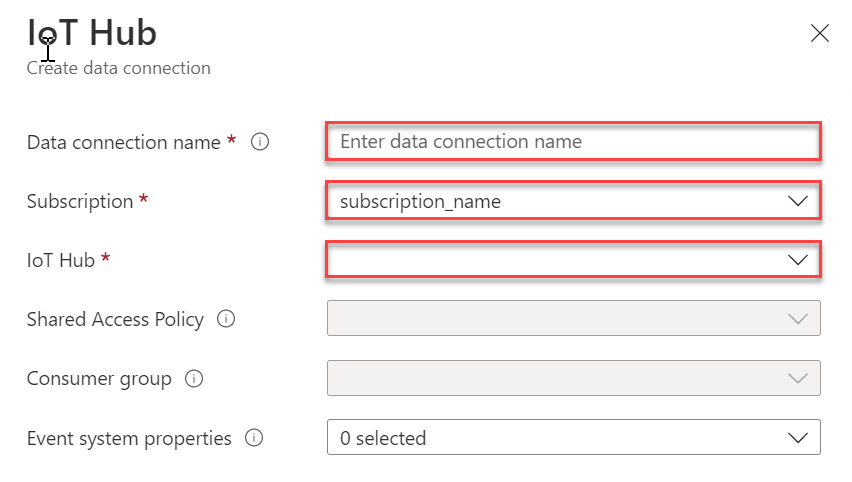 IoT Hub
Create data connection
Data connection name *
Enter data connection name
Subscription *
subscription_name
IoT Hub *
Shared Access Policy
Consumer group
Event system properties
0 selected